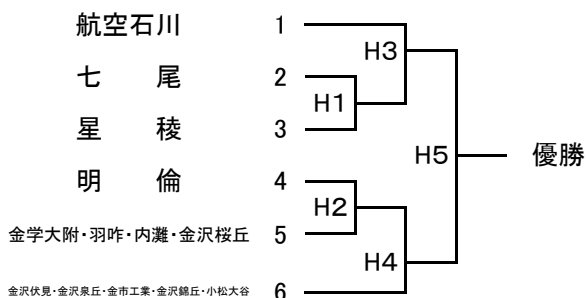 航空石川 1
H3
七 尾 2
H1
星 稜 3
H5 優勝
明 倫 4
H2
金学大附・羽咋・内灘・金沢桜丘 5
H4
金沢伏見・金沢泉丘・金市工業・金沢錦丘・小松大谷 6